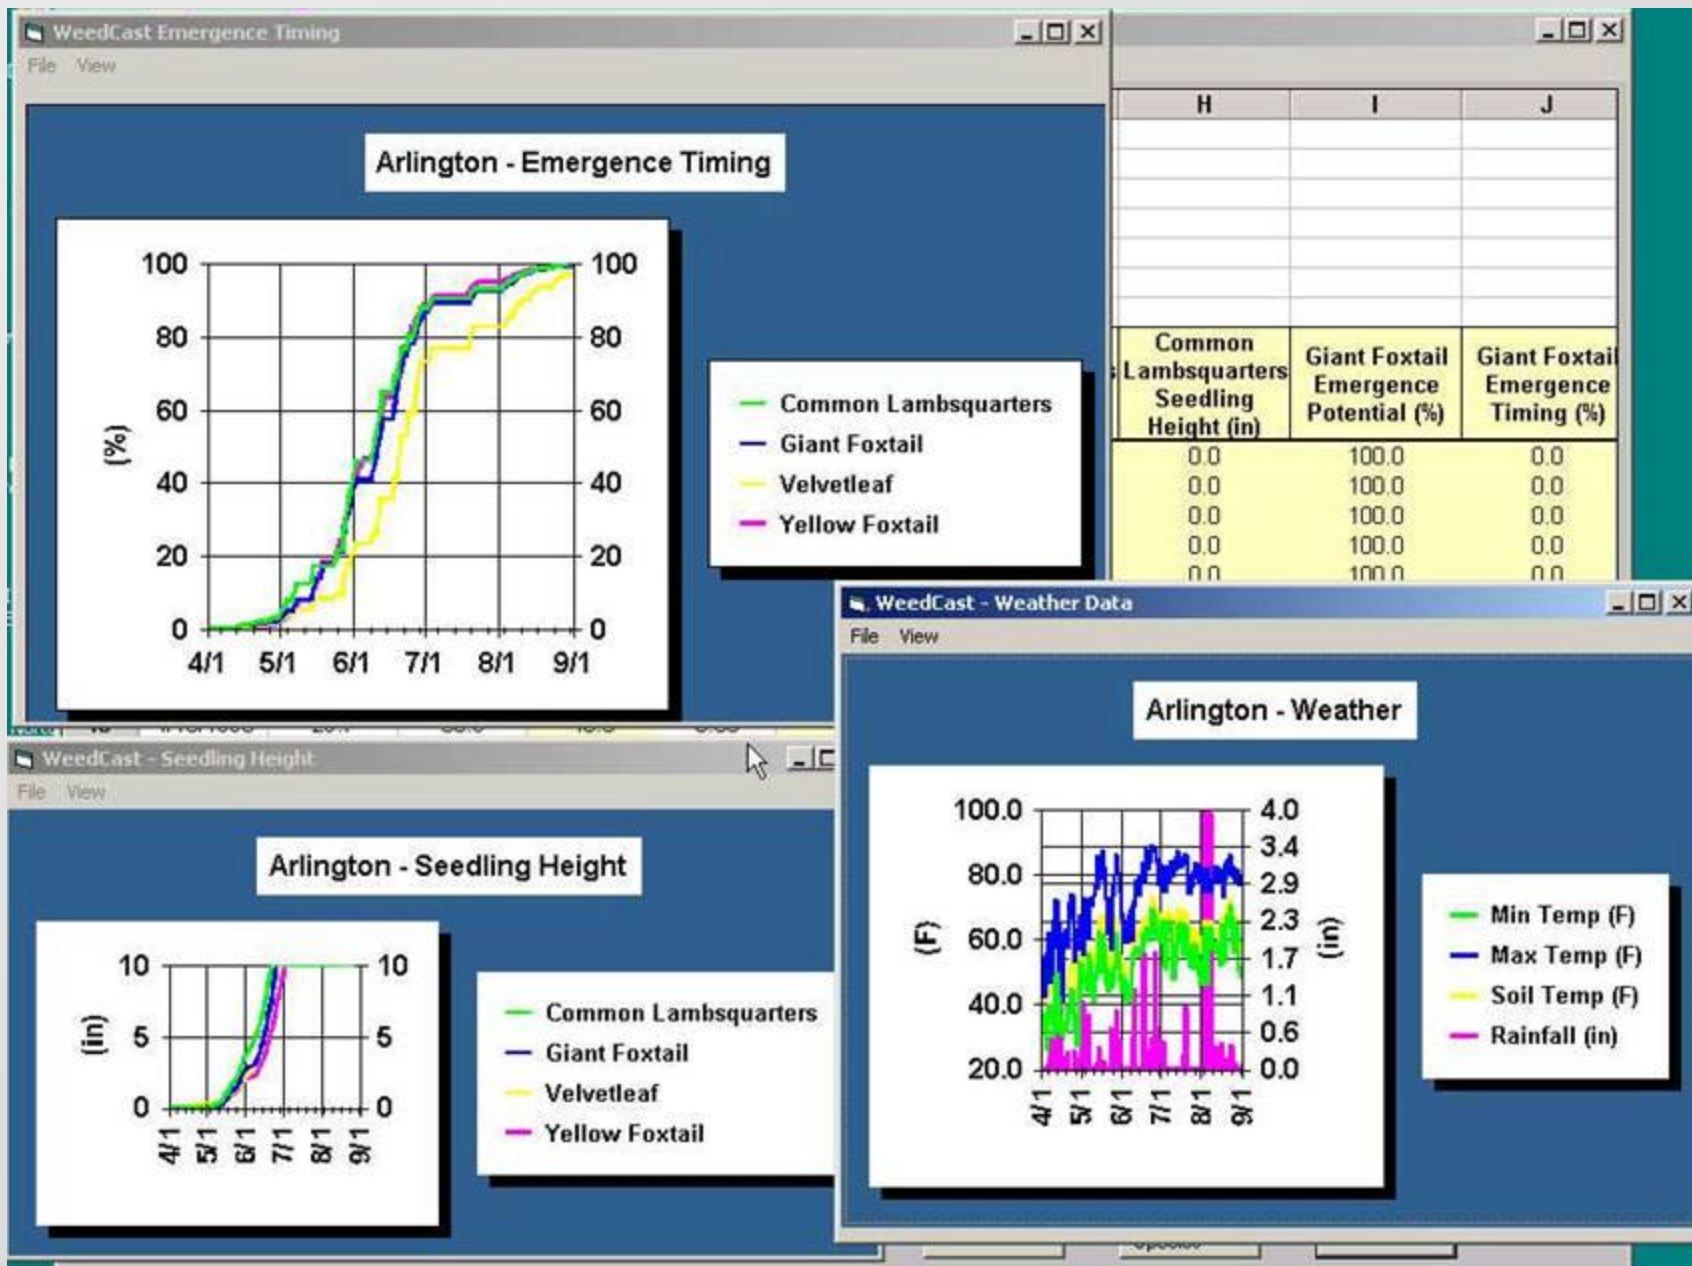 WeedCast Emergence Timing
File View
Arlington - Emergence Timing
100
80
60
40
20
0
(%)
100
80
60
40
20
0
4/1 5/1 6/1 7/1 8/1 9/1
Common Lambsquarters
Giant Foxtail
Velvetleaf
Yellow Foxtail
H I J
Common Lambsquarters Seedling Height (in)
Giant Foxtail Emergence Potential (%)
Giant Foxtail Emergence Timing (%)
0.0 100.0 0.0
0.0 100.0 0.0
0.0 100.0 0.0
0.0 100.0 0.0
0.0 100.0 0.0
WeedCast - Seedling Height
File View
Arlington - Seedling Height
10
5
0
(in)
10
5
0
4/1 5/1 6/1 7/1 8/1 9/1
Common Lambsquarters
Giant Foxtail
Velvetleaf
Yellow Foxtail
WeedCast - Weather Data
File View
Arlington - Weather
100.0
80.0
60.0
40.0
20.0
(F)
4.0
3.4
2.9
2.3
1.7
1.1
0.6
0.0
(in)
4/1 5/1 6/1 7/1 8/1 9/1
Min Temp (F)
Max Temp (F)
Soil Temp (F)
Rainfall (in)